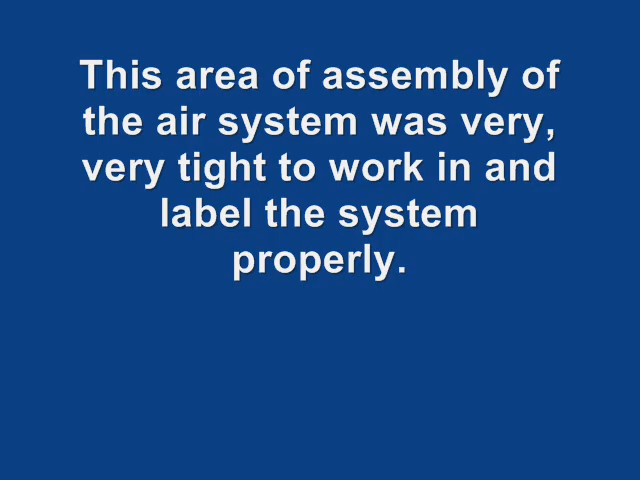 This area of assembly of
the air system was very,
very tight to work in and
label the system
properly.